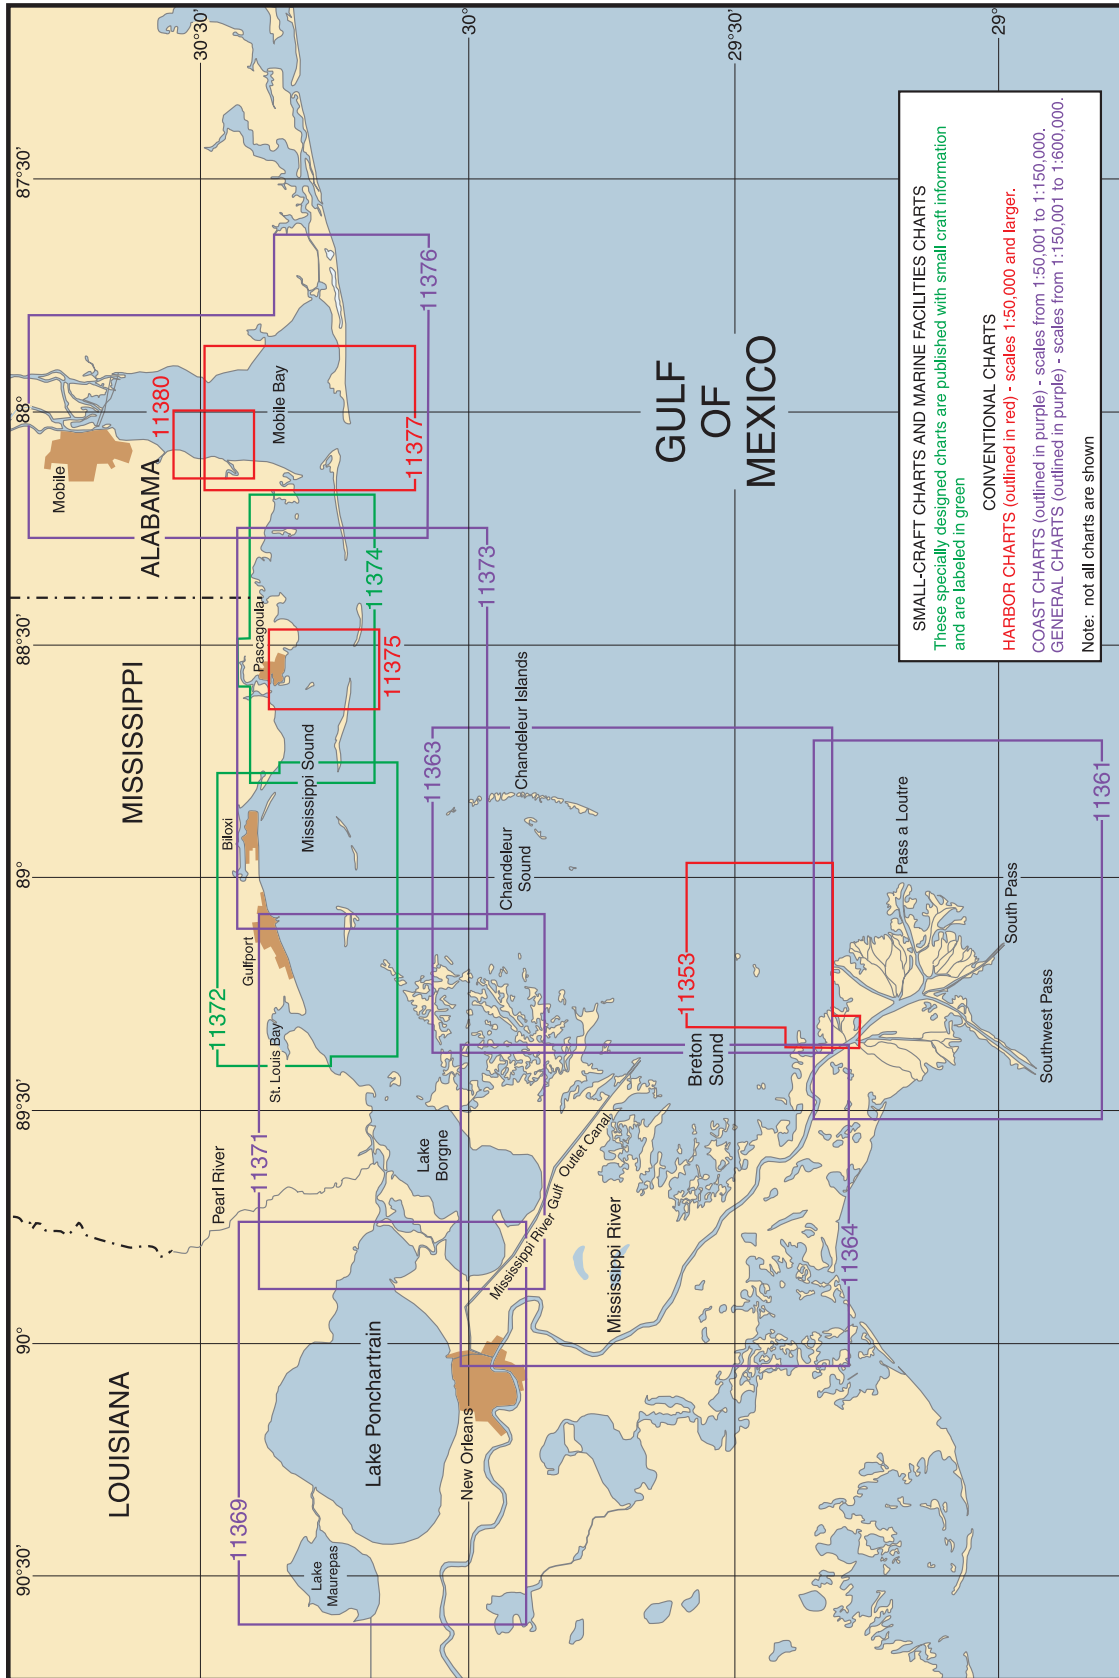 LOUISIANA
MISSISSIPPI
ALABAMA
Mobile
90°30'
90°
89°30'
89°
88°30'
88°
87°30'
30°30'
30°
29°30'
29°
11369
11371
11372
11373
11374
11375
11376
11377
11380
11363
11361
11353
11364
Pearl River
St. Louis Bay
Gulfport
Biloxi
Pascagoula
Mississippi Sound
Mobile Bay
Lake
Maurepas
Lake Ponchartrain
New Orleans
Lake
Borgne
Mississippi River Gulf Outlet Canal
Mississippi River
Chandeleur
Sound
Chandeleur Islands
Breton
Sound
Pass a Loutre
South Pass
Southwest Pass
GULF
OF
MEXICO
SMALL-CRAFT CHARTS AND MARINE FACILITIES CHARTS
These specially designed charts are published with small craft information
and are labeled in green
CONVENTIONAL CHARTS
HARBOR CHARTS (outlined in red) - scales 1:50,000 and larger.
COAST CHARTS (outlined in purple) - scales from 1:50,001 to 1:150,000.
GENERAL CHARTS (outlined in purple) - scales from 1:150,001 to 1:600,000.
Note: not all charts are shown